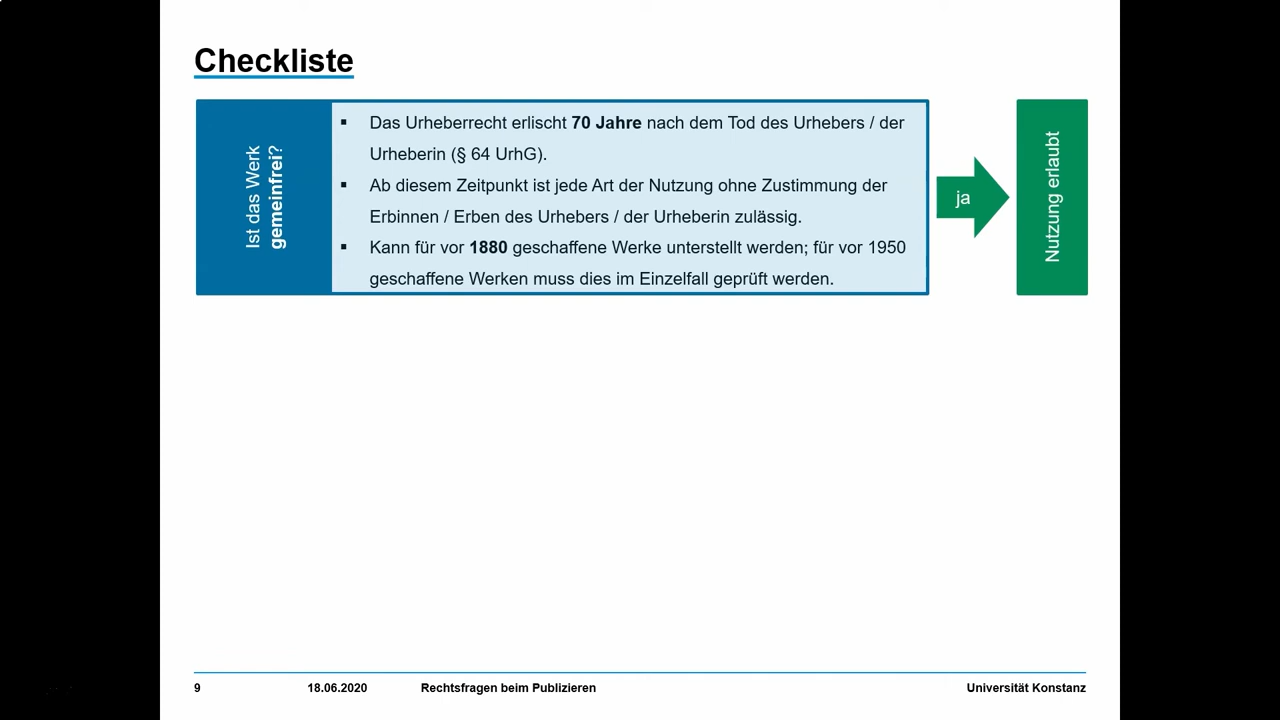 Checkliste
Ist das Werk
gemeinfrei?
▪ Das Urheberrecht erlischt 70 Jahre nach dem Tod des Urhebers / der
Urheberin (§ 64 UrhG).
▪ Ab diesem Zeitpunkt ist jede Art der Nutzung ohne Zustimmung der
Erbinnen / Erben des Urhebers / der Urheberin zulässig.
▪ Kann für vor 1880 geschaffene Werke unterstellt werden; für vor 1950
geschaffene Werken muss dies im Einzelfall geprüft werden.
ja
Nutzung erlaubt
9 18.06.2020 Rechtsfragen beim Publizieren Universität Konstanz